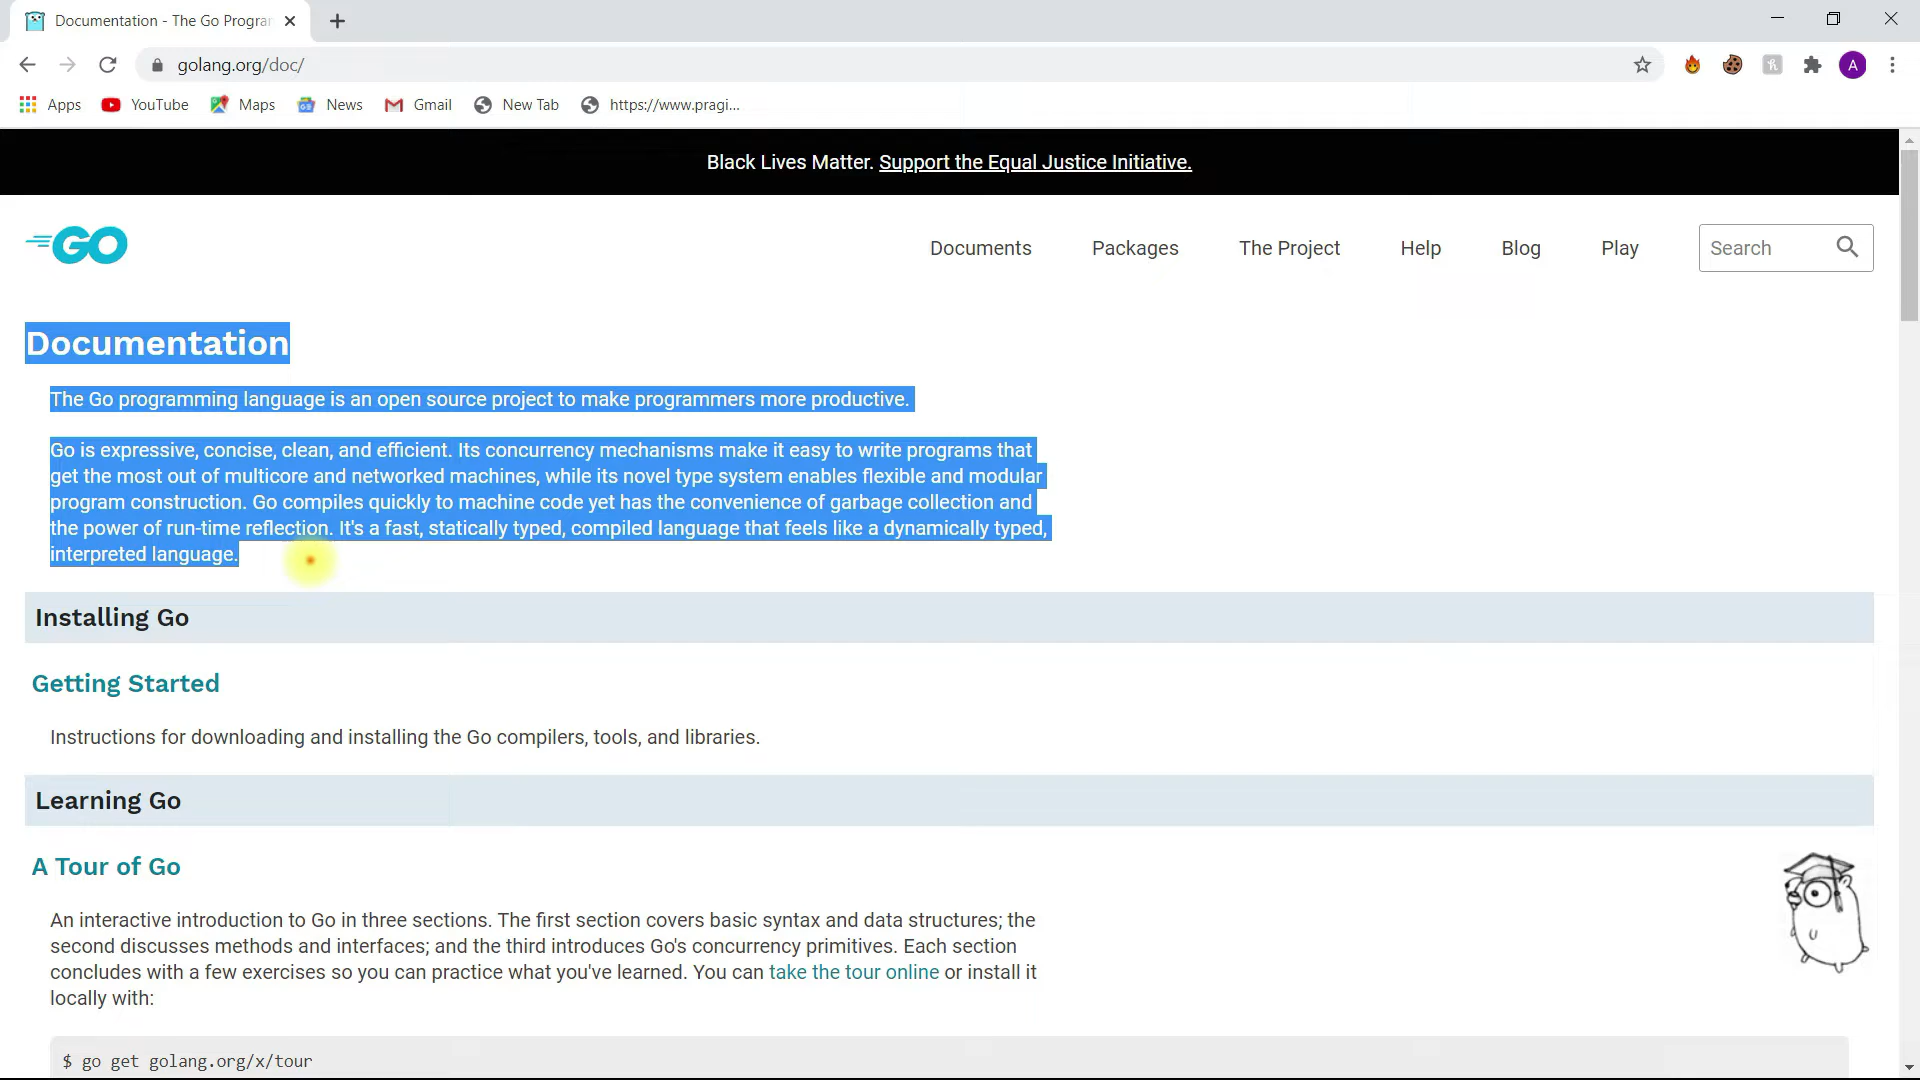 Documentation - The Go Progra
golang.org/doc/
A
Apps
YouTube
Maps
News
Gmail
New Tab
https://www.pragi...
Black Lives Matter. Support the Equal Justice Initiative.
GO
Documents
Packages
The Project
Help
Blog
Play
Search
Documentation
The Go programming language is an open source project to make programmers more productive.
Go is expressive, concise, clean, and efficient. Its concurrency mechanisms make it easy to write programs that
get the most out of multicore and networked machines, while its novel type system enables flexible and modular
program construction. Go compiles quickly to machine code yet has the convenience of garbage collection and
the power of run-time reflection. It's a fast, statically typed, compiled language that feels like a dynamically typed,
interpreted language.
Installing Go
Getting Started
Instructions for downloading and installing the Go compilers, tools, and libraries.
Learning Go
A Tour of Go
An interactive introduction to Go in three sections. The first section covers basic syntax and data structures; the
second discusses methods and interfaces; and the third introduces Go's concurrency primitives. Each section
concludes with a few exercises so you can practice what you've learned. You can take the tour online or install it
locally with:
$ go get golang.org/x/tour